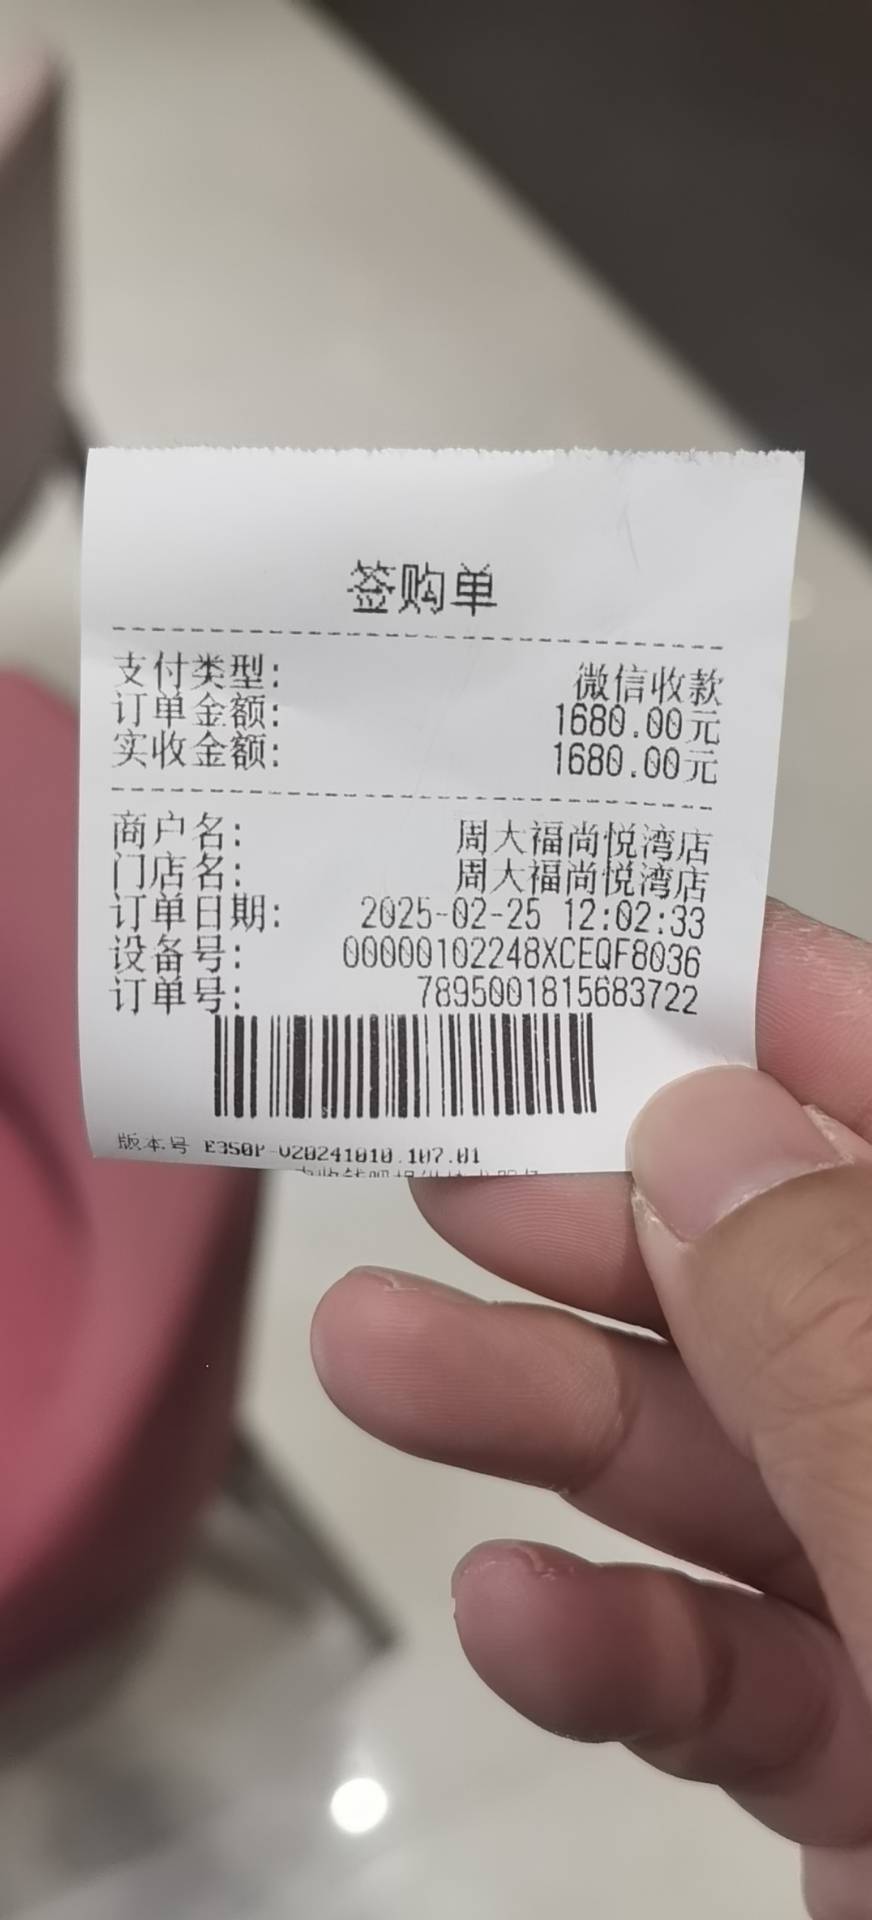 签购单
支付类型: 微信收款
订单金额: 1680.00元
实收金额: 1680.00元
商户名: 周大福尚悦湾店
门店名: 周大福尚悦湾店
订单日期: 2025-02-25 12:02:33
设备号: 00000102248XCEQF8036
订单号: 7895001815683722
版本号 E350P-V20241010.107.01